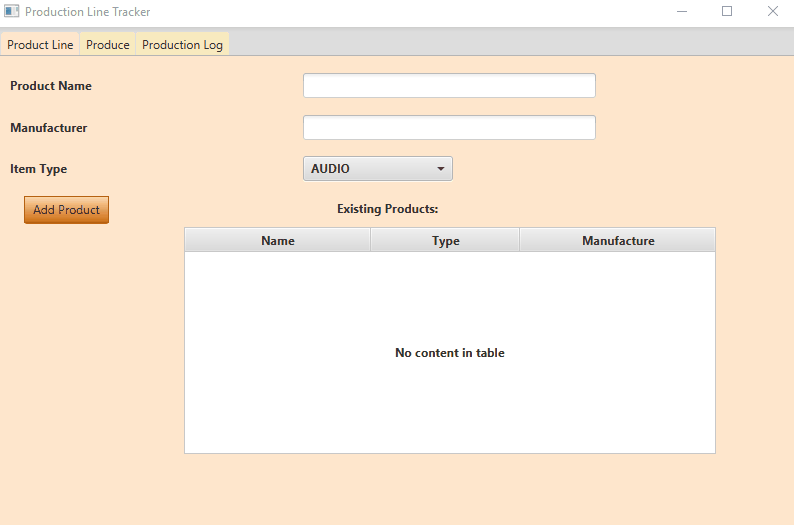 Production Line Tracker
Product Line Produce Production Log
Product Name
Manufacturer
Item Type AUDIO
Add Product Existing Products:
Name Type Manufacture
No content in table